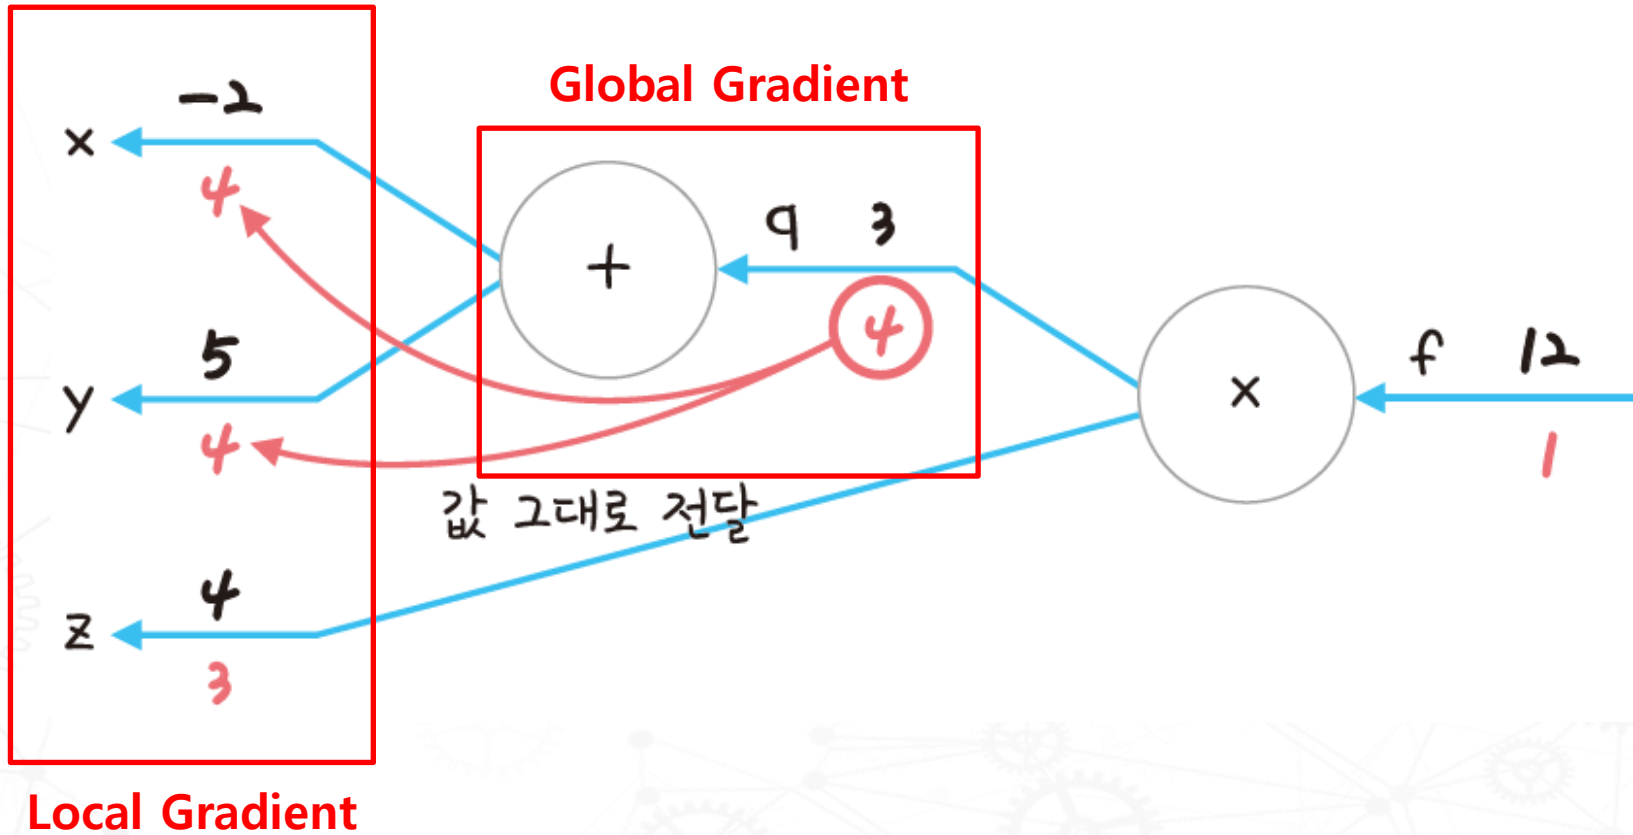 Global Gradient
-2
x
4
q 3
+
4
5
y
4
f 12
×
1
값 그대로 전달
4
z
3
Local Gradient